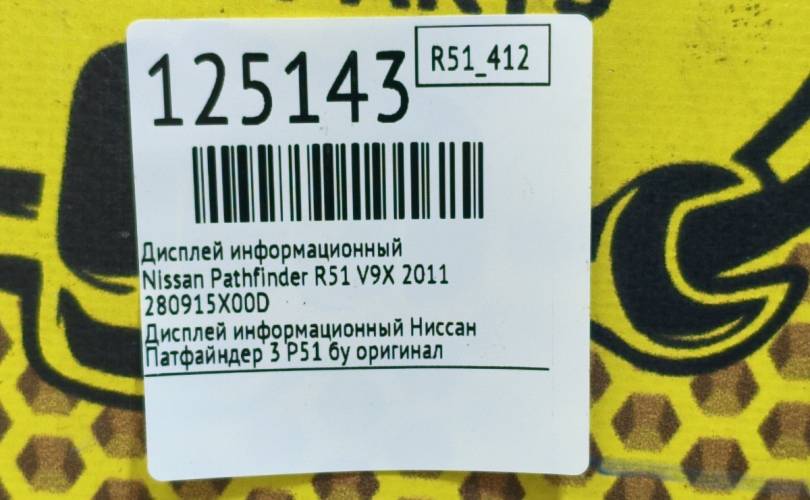 125143
R51_412
Дисплей информационный
Nissan Pathfinder R51 V9X 2011
280915X00D
Дисплей информационный Ниссан
Патфайндер 3 Р51 бу оригинал